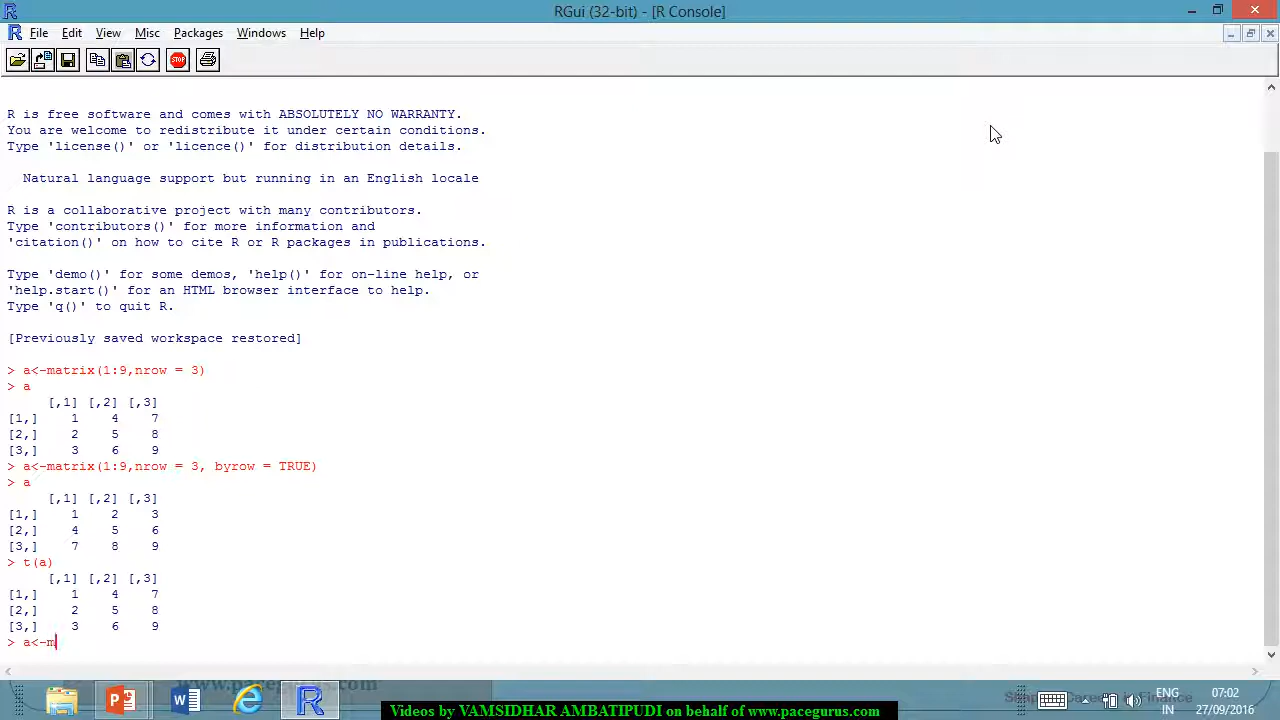 RGui (32-bit) - [R Console]
File Edit View Misc Packages Windows Help
STOP
R is free software and comes with ABSOLUTELY NO WARRANTY.
You are welcome to redistribute it under certain conditions.
Type 'license()' or 'licence()' for distribution details.
Natural language support but running in an English locale
R is a collaborative project with many contributors.
Type 'contributors()' for more information and
'citation()' on how to cite R or R packages in publications.
Type 'demo()' for some demos, 'help()' for on-line help, or
'help.start()' for an HTML browser interface to help.
Type 'q()' to quit R.
[Previously saved workspace restored]
> a<-matrix(1:9,nrow = 3)
> a
[,1] [,2] [,3]
[1,] 1 4 7
[2,] 2 5 8
[3,] 3 6 9
> a<-matrix(1:9,nrow = 3, byrow = TRUE)
> a
[,1] [,2] [,3]
[1,] 1 2 3
[2,] 4 5 6
[3,] 7 8 9
> t(a)
[,1] [,2] [,3]
[1,] 1 4 7
[2,] 2 5 8
[3,] 3 6 9
> a<-m
www.pacegurus.com
ENG 07:02
IN 27/09/2016
Videos by VAMSIDHAR AMBATIPUDI on behalf of www.pacegurus.com